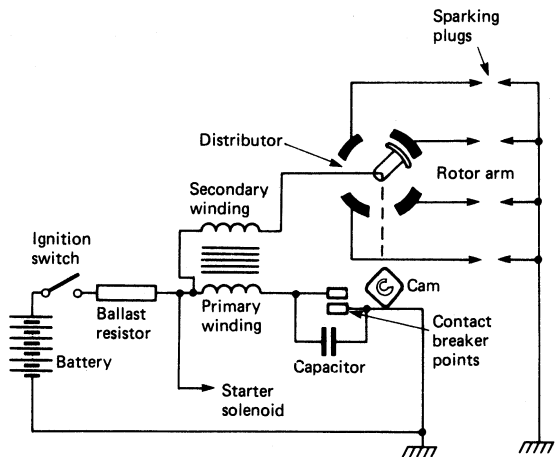 Sparking
plugs
Distributor
Rotor arm
Secondary
winding
Ignition
switch
Cam
Ballast
resistor
Primary
winding
Contact
breaker
points
Battery
Capacitor
Starter
solenoid